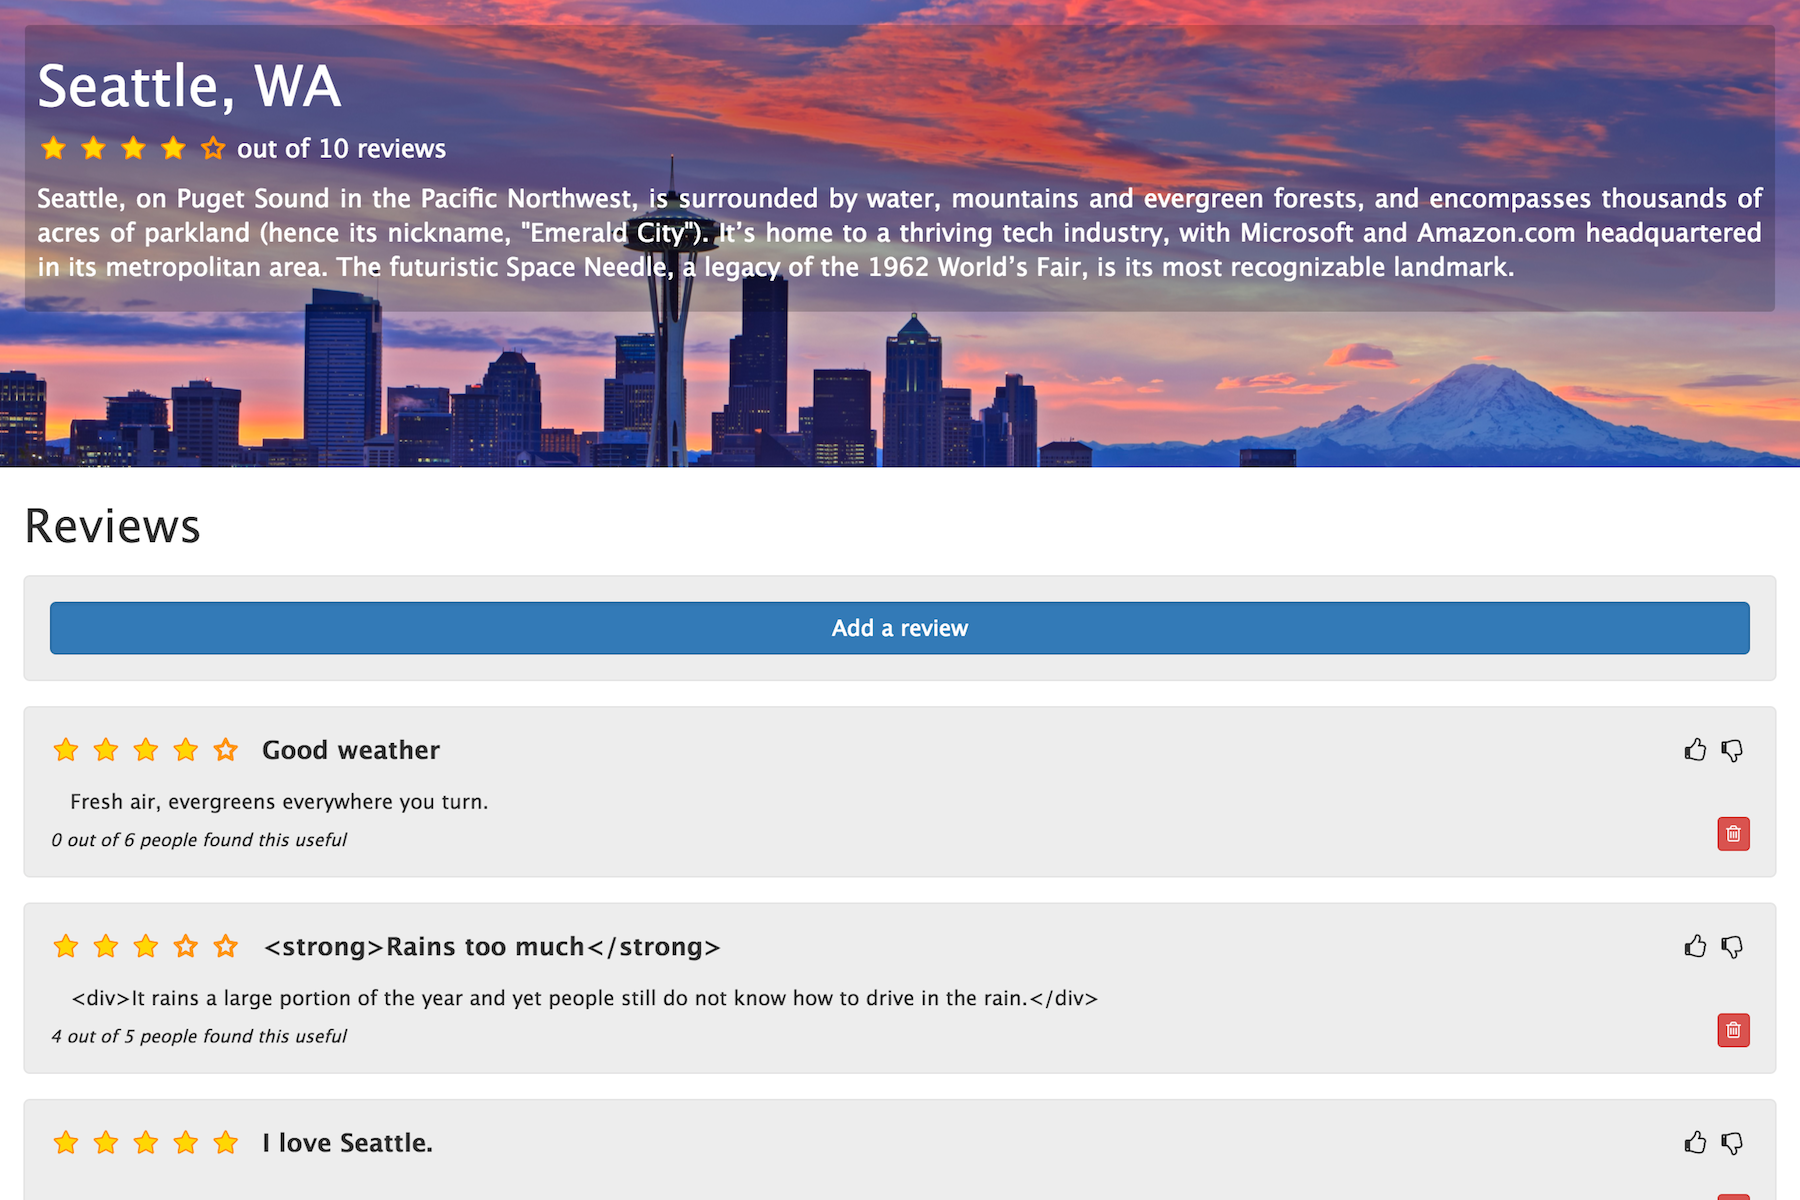 Seattle, WA
out of 10 reviews
Seattle, on Puget Sound in the Pacific Northwest, is surrounded by water, mountains and evergreen forests, and encompasses thousands of
acres of parkland (hence its nickname, "Emerald City"). It’s home to a thriving tech industry, with Microsoft and Amazon.com headquartered
in its metropolitan area. The futuristic Space Needle, a legacy of the 1962 World’s Fair, is its most recognizable landmark.
Reviews
Add a review
Good weather
Fresh air, evergreens everywhere you turn.
0 out of 6 people found this useful
<strong>Rains too much</strong>
<div>It rains a large portion of the year and yet people still do not know how to drive in the rain.</div>
4 out of 5 people found this useful
I love Seattle.